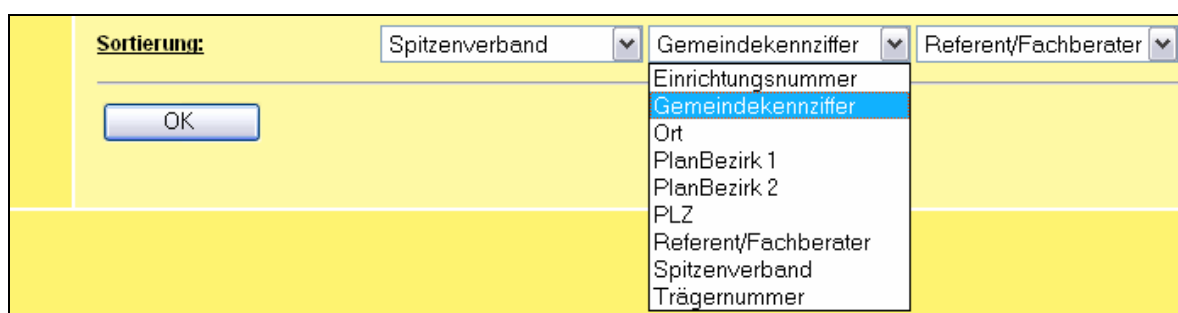 Sortierung: Spitzenverband Gemeindekennziffer Referent/Fachberater
Einrichtungsnummer
Gemeindekennziffer
OK
Ort
PlanBezirk 1
PlanBezirk 2
PLZ
Referent/Fachberater
Spitzenverband
Trägernummer